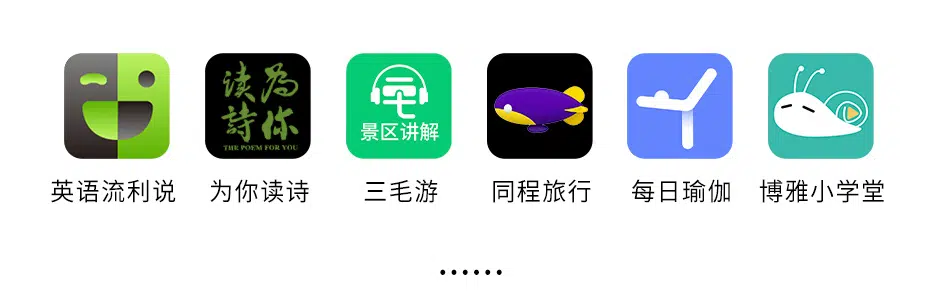 为你
读诗
THE POEM FOR YOU
景区讲解
英语流利说
为你读诗
三毛游
同程旅行
每日瑜伽
博雅小学堂
......